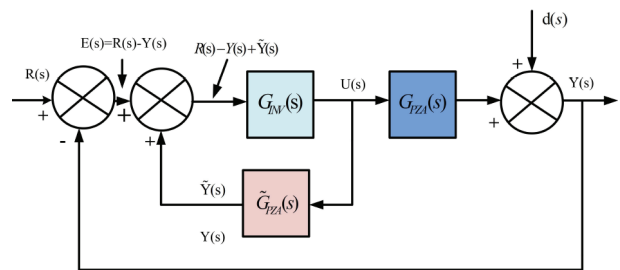 d(s)
E(s)=R(s)-Y(s)
R(s)−Y(s)+Ỹ(s)
R(s)
+
+
-
+
+
G_INV(s)
U(s)
G_PZA(s)
+
+
Y(s)
Ỹ(s)
G̃_PZA(s)
Y(s)